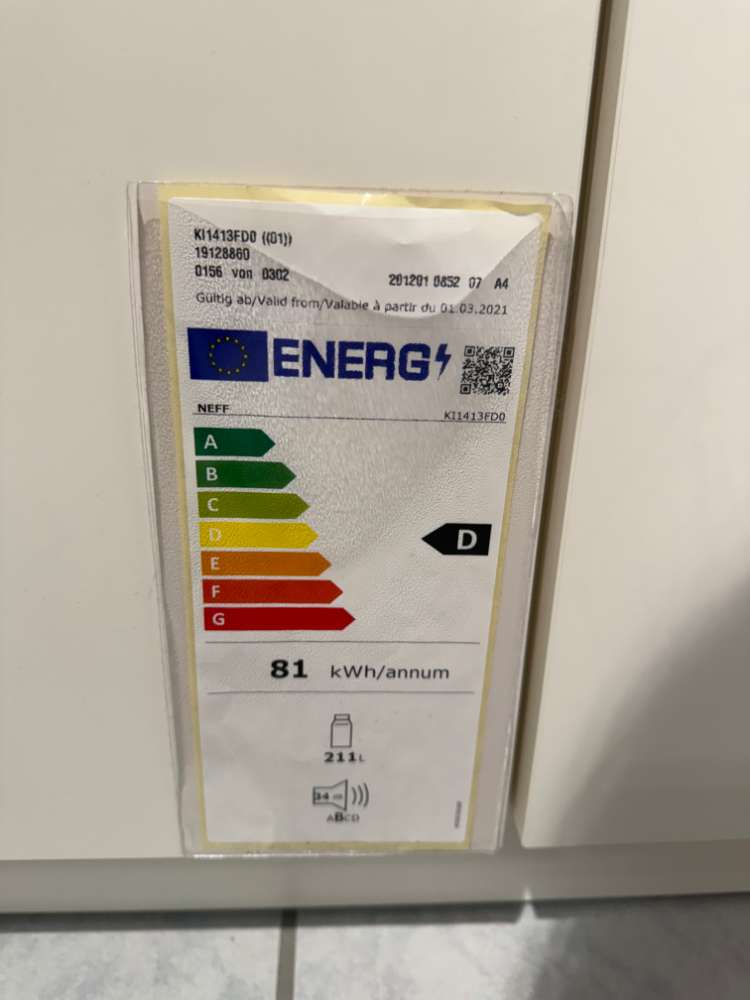 KI1413FD0 ((01))
19128860
0156 von 0302 201201 0852 07 A4
Gültig ab/Valid from/Valable à partir du 01.03.2021
ENERG
NEFF KI1413FD0
A
B
C
D D
E
F
G
81 kWh/annum
211L
34 dB
ABCD